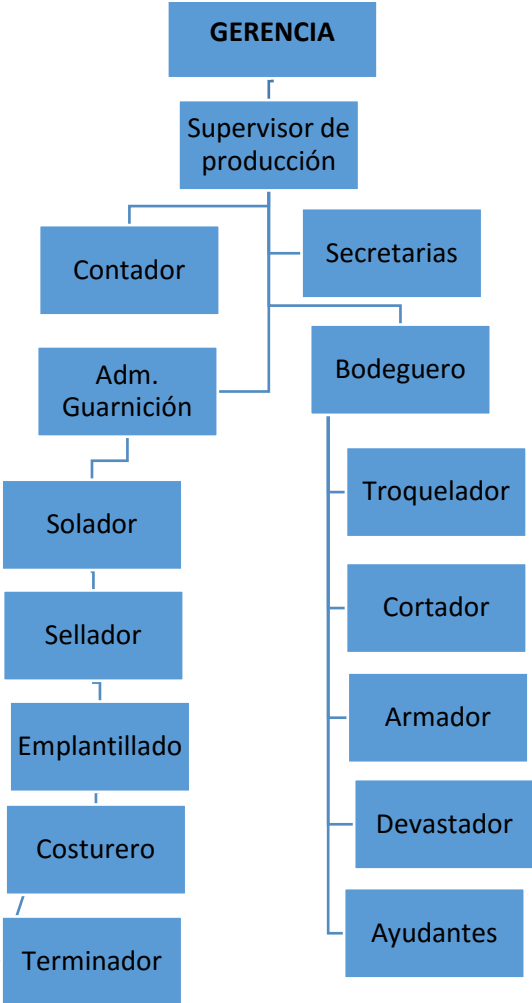 GERENCIA
Supervisor de
producción
Contador
Secretarias
Adm.
Guarnición
Bodeguero
Solador
Sellador
Emplantillado
Costurero
Terminador
Troquelador
Cortador
Armador
Devastador
Ayudantes